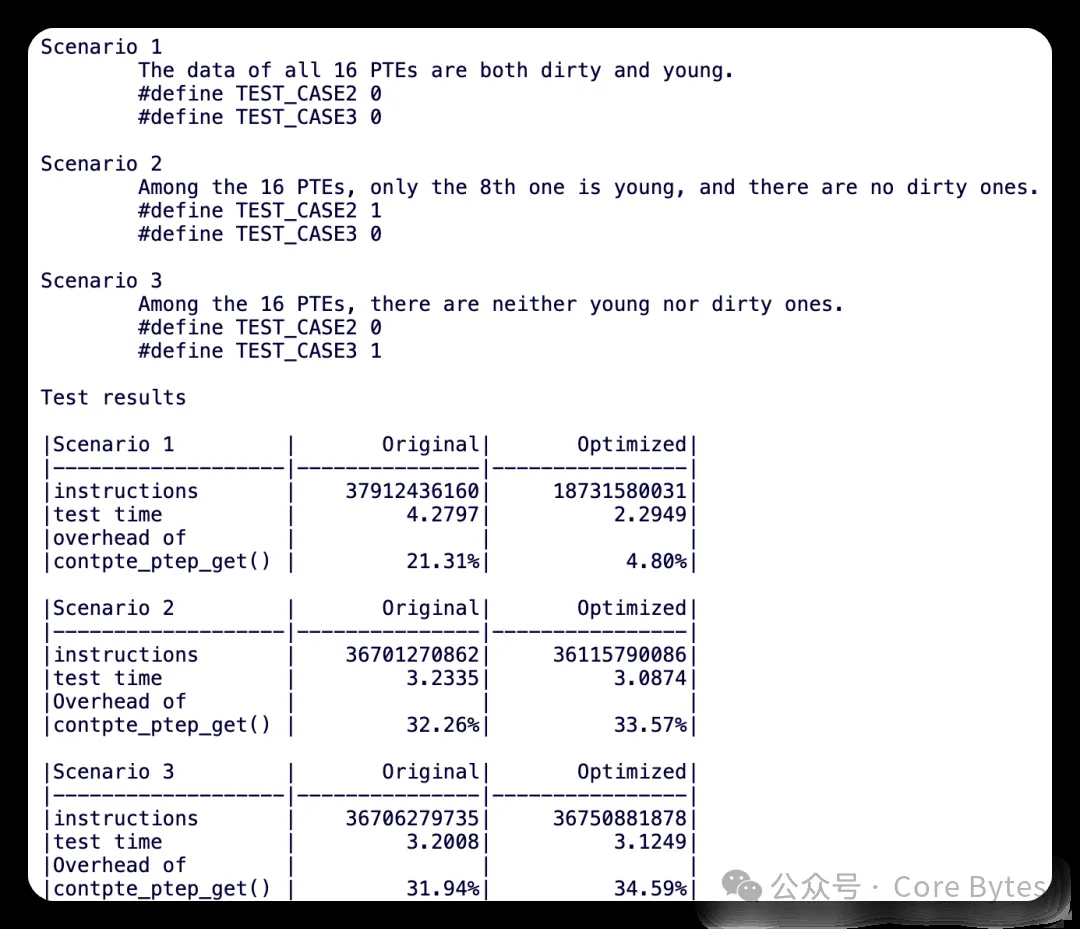 Scenario 1
        The data of all 16 PTEs are both dirty and young.
        #define TEST_CASE2 0
        #define TEST_CASE3 0
Scenario 2
        Among the 16 PTEs, only the 8th one is young, and there are no dirty ones.
        #define TEST_CASE2 1
        #define TEST_CASE3 0
Scenario 3
        Among the 16 PTEs, there are neither young nor dirty ones.
        #define TEST_CASE2 0
        #define TEST_CASE3 1
Test results
|Scenario 1         |       Original|       Optimized|
|-------------------|---------------|----------------|
|instructions       |    37912436160|     18731580031|
|test time          |         4.2797|          2.2949|
|overhead of        |               |                |
|contpte_ptep_get() |         21.31%|           4.80%|
|Scenario 2         |       Original|       Optimized|
|-------------------|---------------|----------------|
|instructions       |    36701270862|     36115790086|
|test time          |         3.2335|          3.0874|
|Overhead of        |               |                |
|contpte_ptep_get() |         32.26%|          33.57%|
|Scenario 3         |       Original|       Optimized|
|-------------------|---------------|----------------|
|instructions       |    36706279735|     36750881878|
|test time          |         3.2008|          3.1249|
|Overhead of        |               |                |
|contpte_ptep_get() |         31.94%|          34.59%|
公众号 · Core Bytes